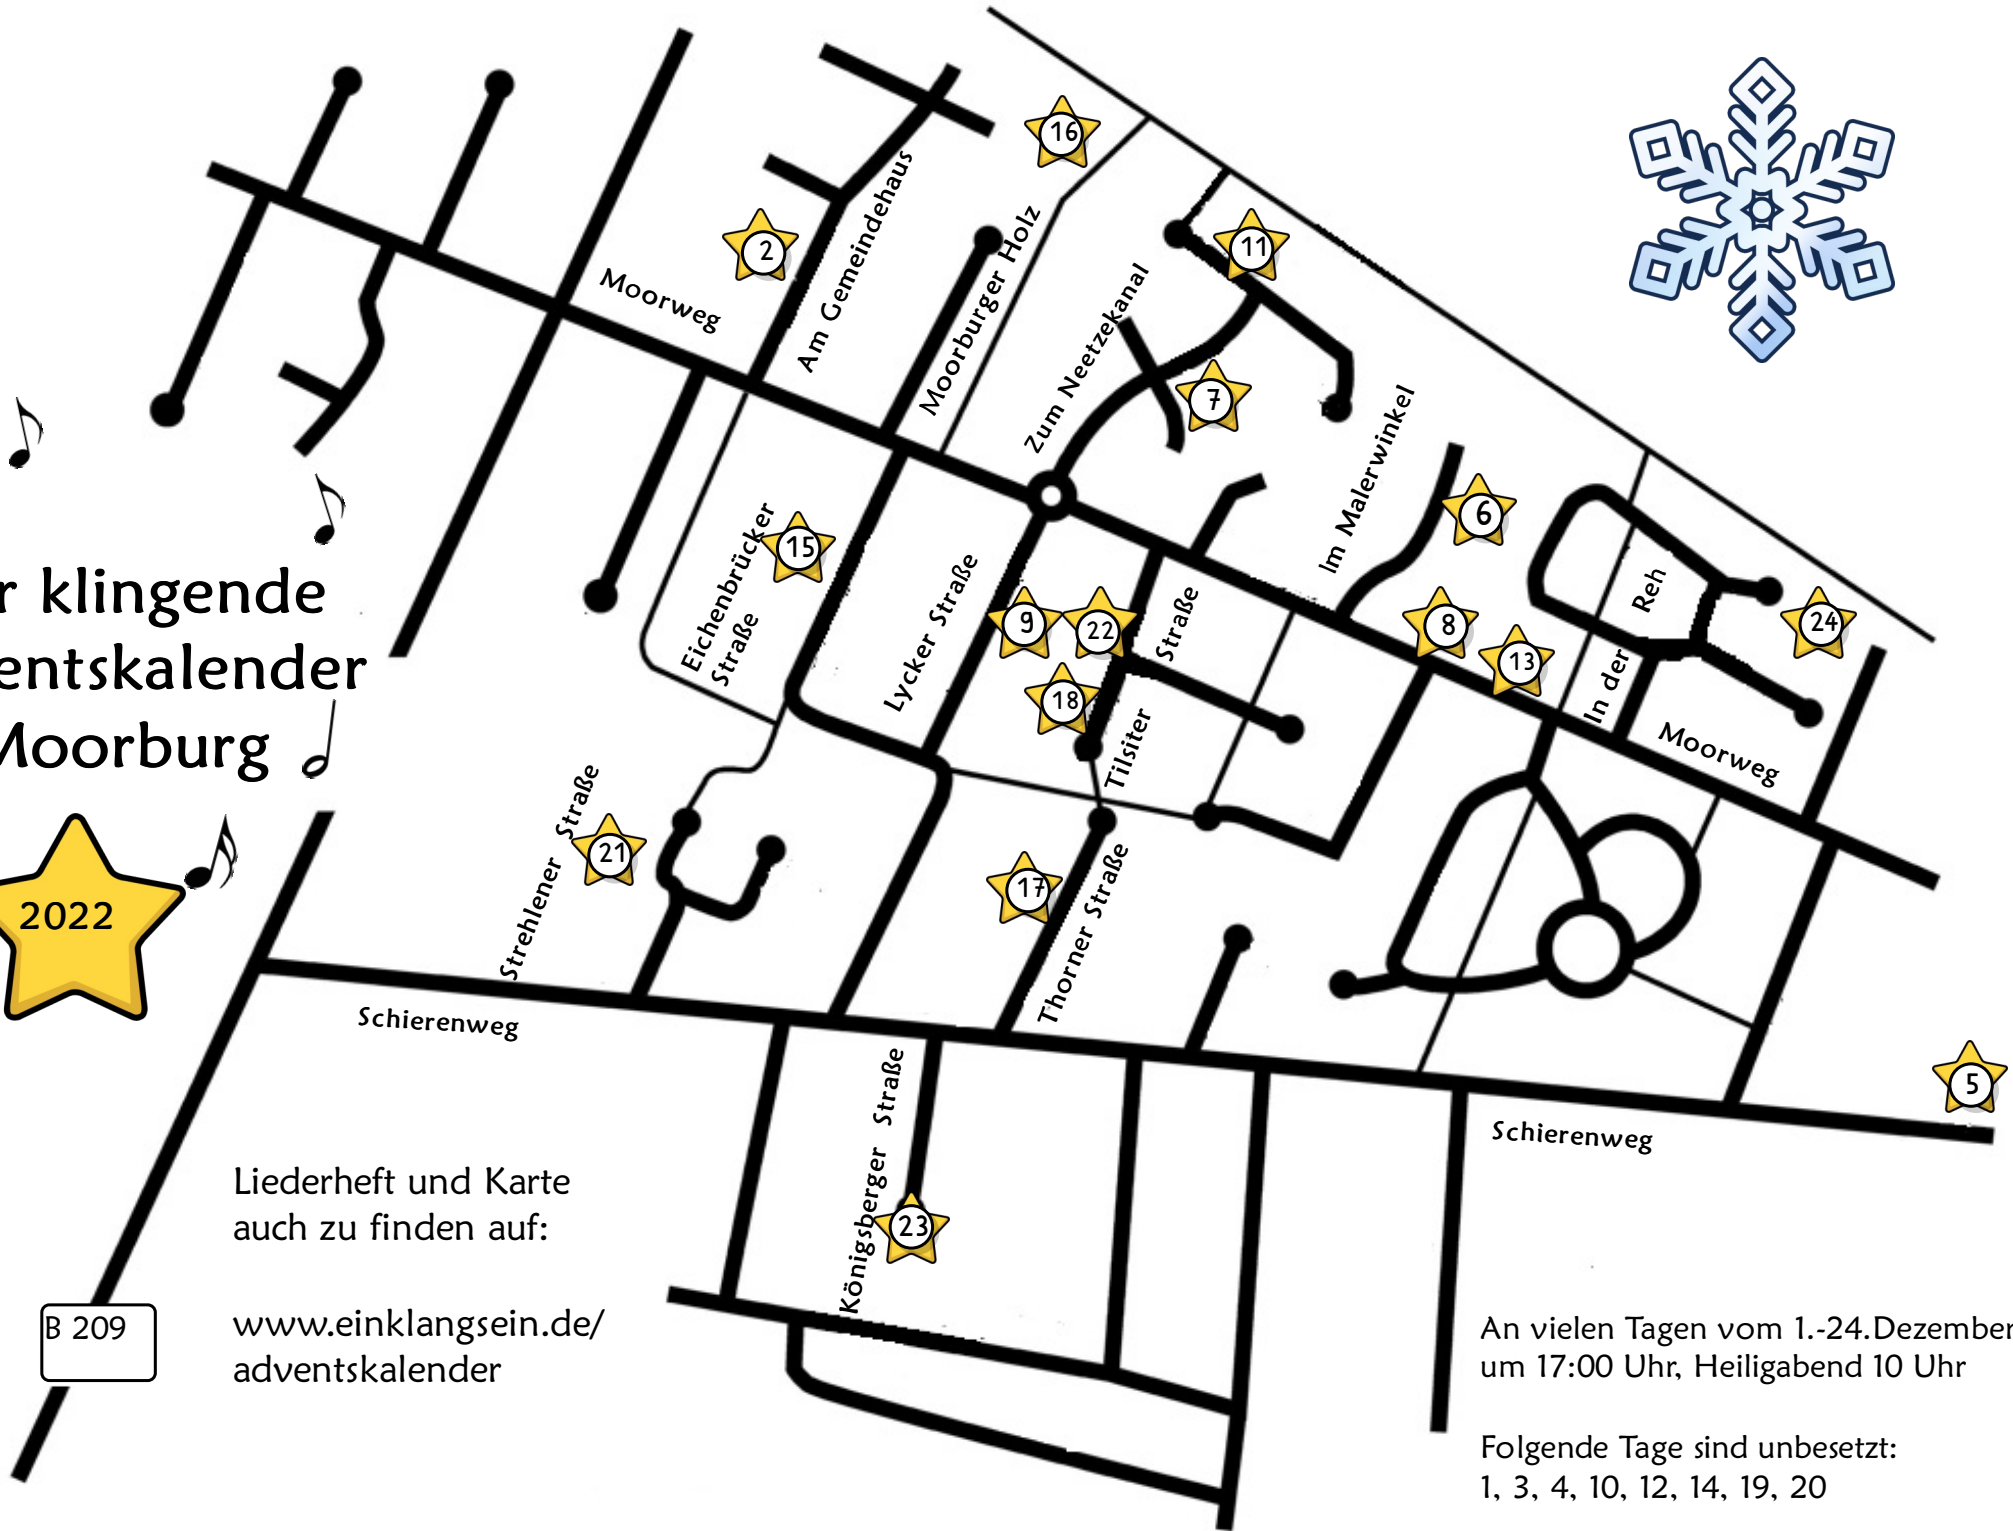 16
2
11
Am Gemeindehaus
Moorburger Holz
Moorweg
Zum Neetzekanal
7
Im Malerwinkel
6
15
Eichenbrücker
Straße
Lycker Straße
9
22
18
Tilsiter Straße
8
13
In der Reh
24
Moorweg
r klingende
entskalender
Moorburg
2022
Strehlener Straße
21
17
Thorner Straße
Schierenweg
Königsberger Straße
23
5
Schierenweg
Liederheft und Karte
auch zu finden auf:
www.einklangsein.de/
adventskalender
B 209
An vielen Tagen vom 1.-24.Dezember
um 17:00 Uhr, Heiligabend 10 Uhr
Folgende Tage sind unbesetzt:
1, 3, 4, 10, 12, 14, 19, 20